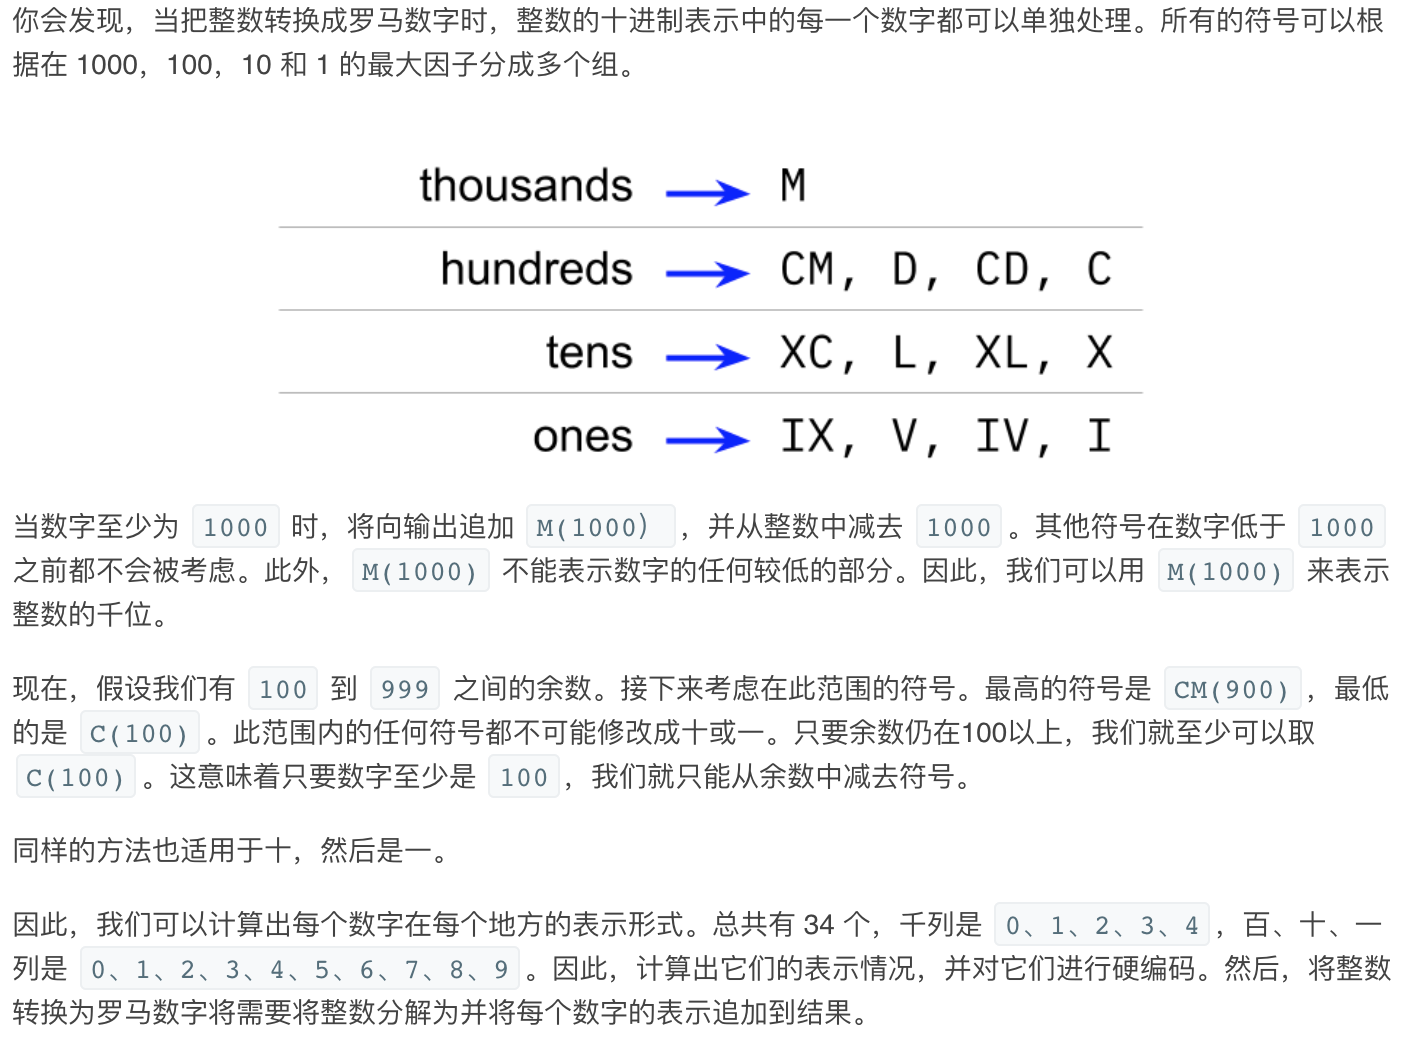 你会发现，当把整数转换成罗马数字时，整数的十进制表示中的每一个数字都可以单独处理。所有的符号可以根
据在 1000，100，10 和 1 的最大因子分成多个组。
thousands → M
hundreds → CM, D, CD, C
tens → XC, L, XL, X
ones → IX, V, IV, I
当数字至少为 1000 时，将向输出追加 M(1000） ，并从整数中减去 1000 。其他符号在数字低于 1000
之前都不会被考虑。此外， M(1000) 不能表示数字的任何较低的部分。因此，我们可以用 M(1000) 来表示
整数的千位。
现在，假设我们有 100 到 999 之间的余数。接下来考虑在此范围的符号。最高的符号是 CM(900) ，最低
的是 C(100) 。此范围内的任何符号都不可能修改成十或一。只要余数仍在100以上，我们就至少可以取
C(100) 。这意味着只要数字至少是 100 ，我们就只能从余数中减去符号。
同样的方法也适用于十，然后是一。
因此，我们可以计算出每个数字在每个地方的表示形式。总共有 34 个，千列是 0、1、2、3、4 ，百、十、一
列是 0、1、2、3、4、5、6、7、8、9 。因此，计算出它们的表示情况，并对它们进行硬编码。然后，将整数
转换为罗马数字将需要将整数分解为并将每个数字的表示追加到结果。